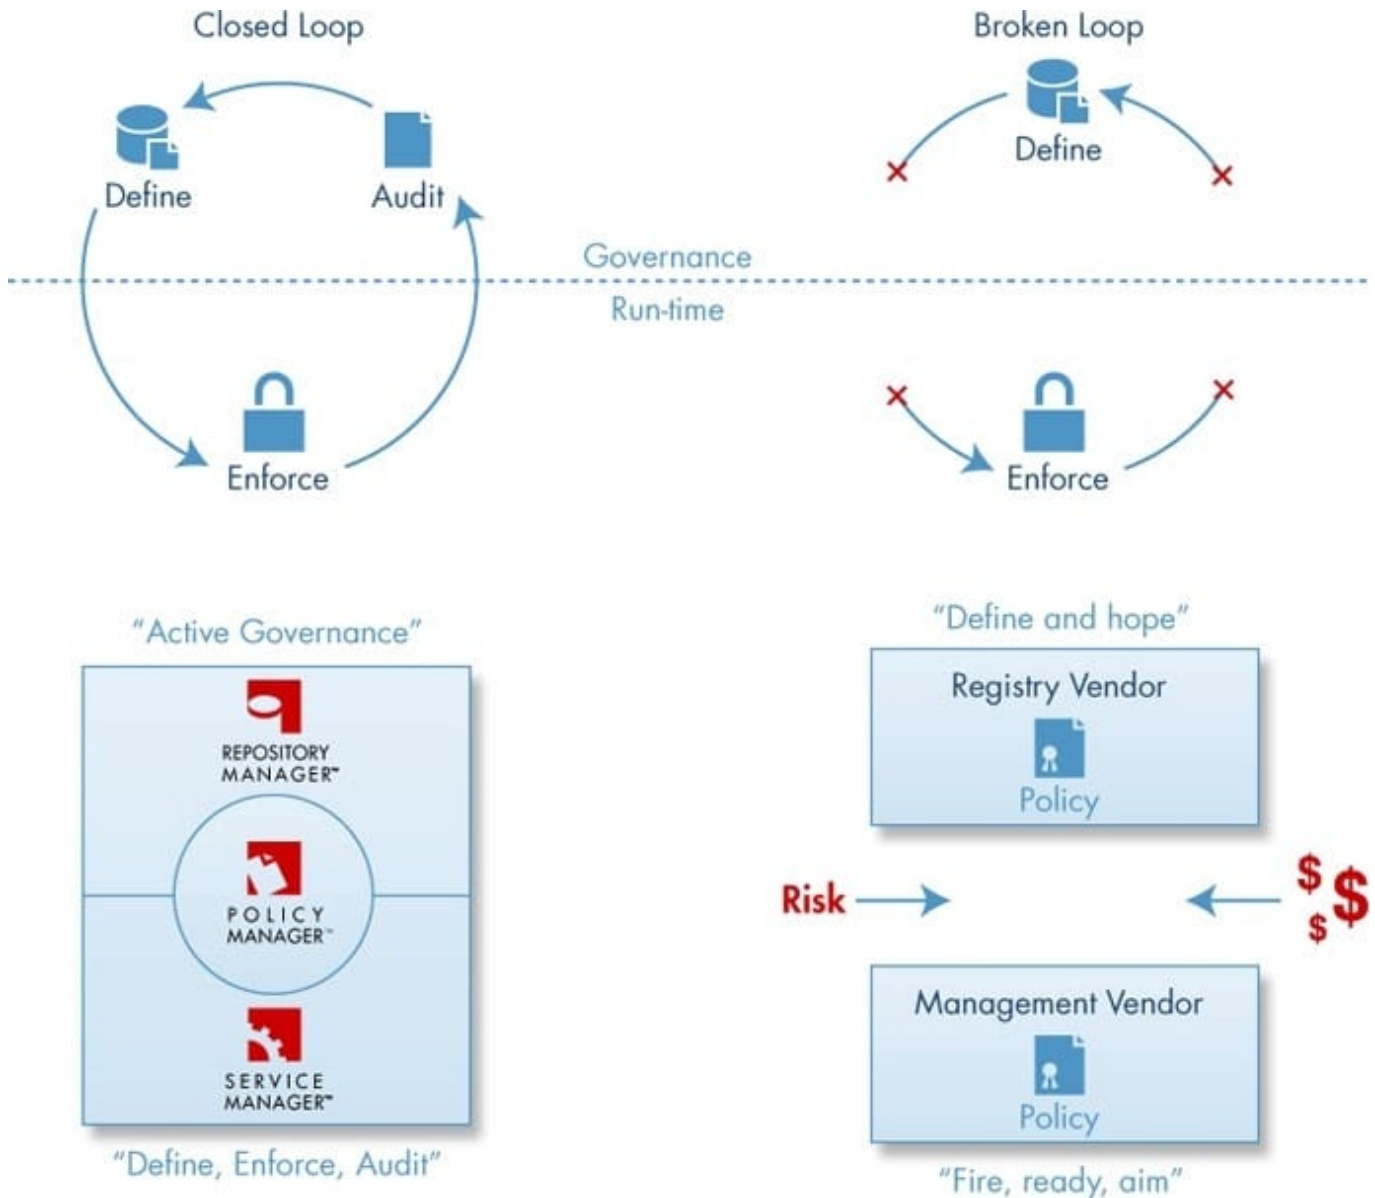 Closed Loop
Broken Loop
Define
Audit
Define
Governance
Run-time
Enforce
Enforce
“Active Governance”
REPOSITORY
MANAGER™
POLICY
MANAGER™
SERVICE
MANAGER™
“Define, Enforce, Audit”
“Define and hope”
Registry Vendor
Policy
Risk
$ $ $
Management Vendor
Policy
“Fire, ready, aim”